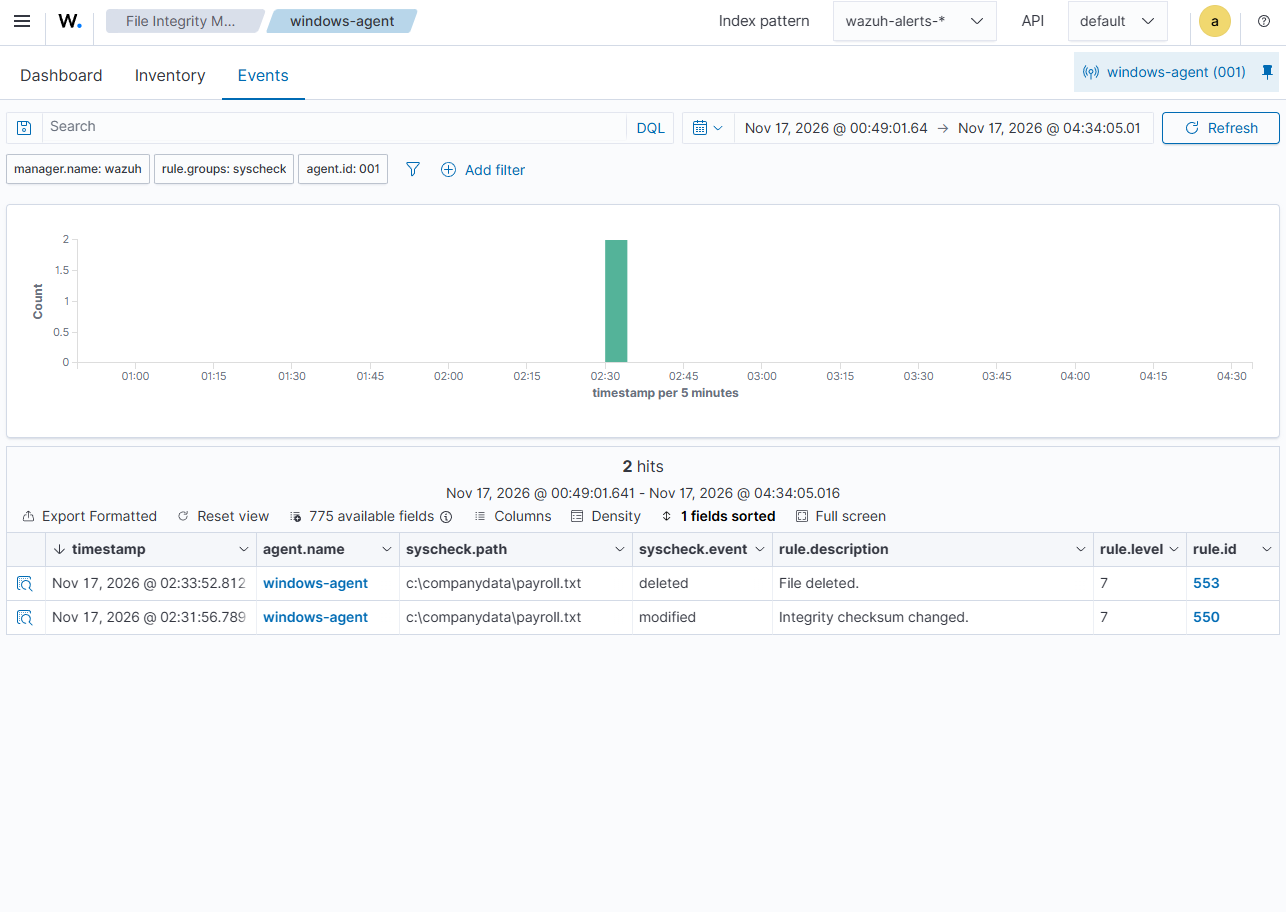 W. File Integrity M... windows-agent Index pattern wazuh-alerts-* API default a
Dashboard Inventory Events windows-agent (001)
Search DQL Nov 17, 2026 @ 00:49:01.64 → Nov 17, 2026 @ 04:34:05.01 Refresh
manager.name: wazuh rule.groups: syscheck agent.id: 001 Add filter
2
1.5
1
0.5
0
Count
01:00 01:15 01:30 01:45 02:00 02:15 02:30 02:45 03:00 03:15 03:30 03:45 04:00 04:15 04:30
timestamp per 5 minutes
2 hits
Nov 17, 2026 @ 00:49:01.641 - Nov 17, 2026 @ 04:34:05.016
Export Formatted Reset view 775 available fields Columns Density 1 fields sorted Full screen
timestamp agent.name syscheck.path syscheck.event rule.description rule.level rule.id
Nov 17, 2026 @ 02:33:52.812 windows-agent c:\companydata\payroll.txt deleted File deleted. 7 553
Nov 17, 2026 @ 02:31:56.789 windows-agent c:\companydata\payroll.txt modified Integrity checksum changed. 7 550